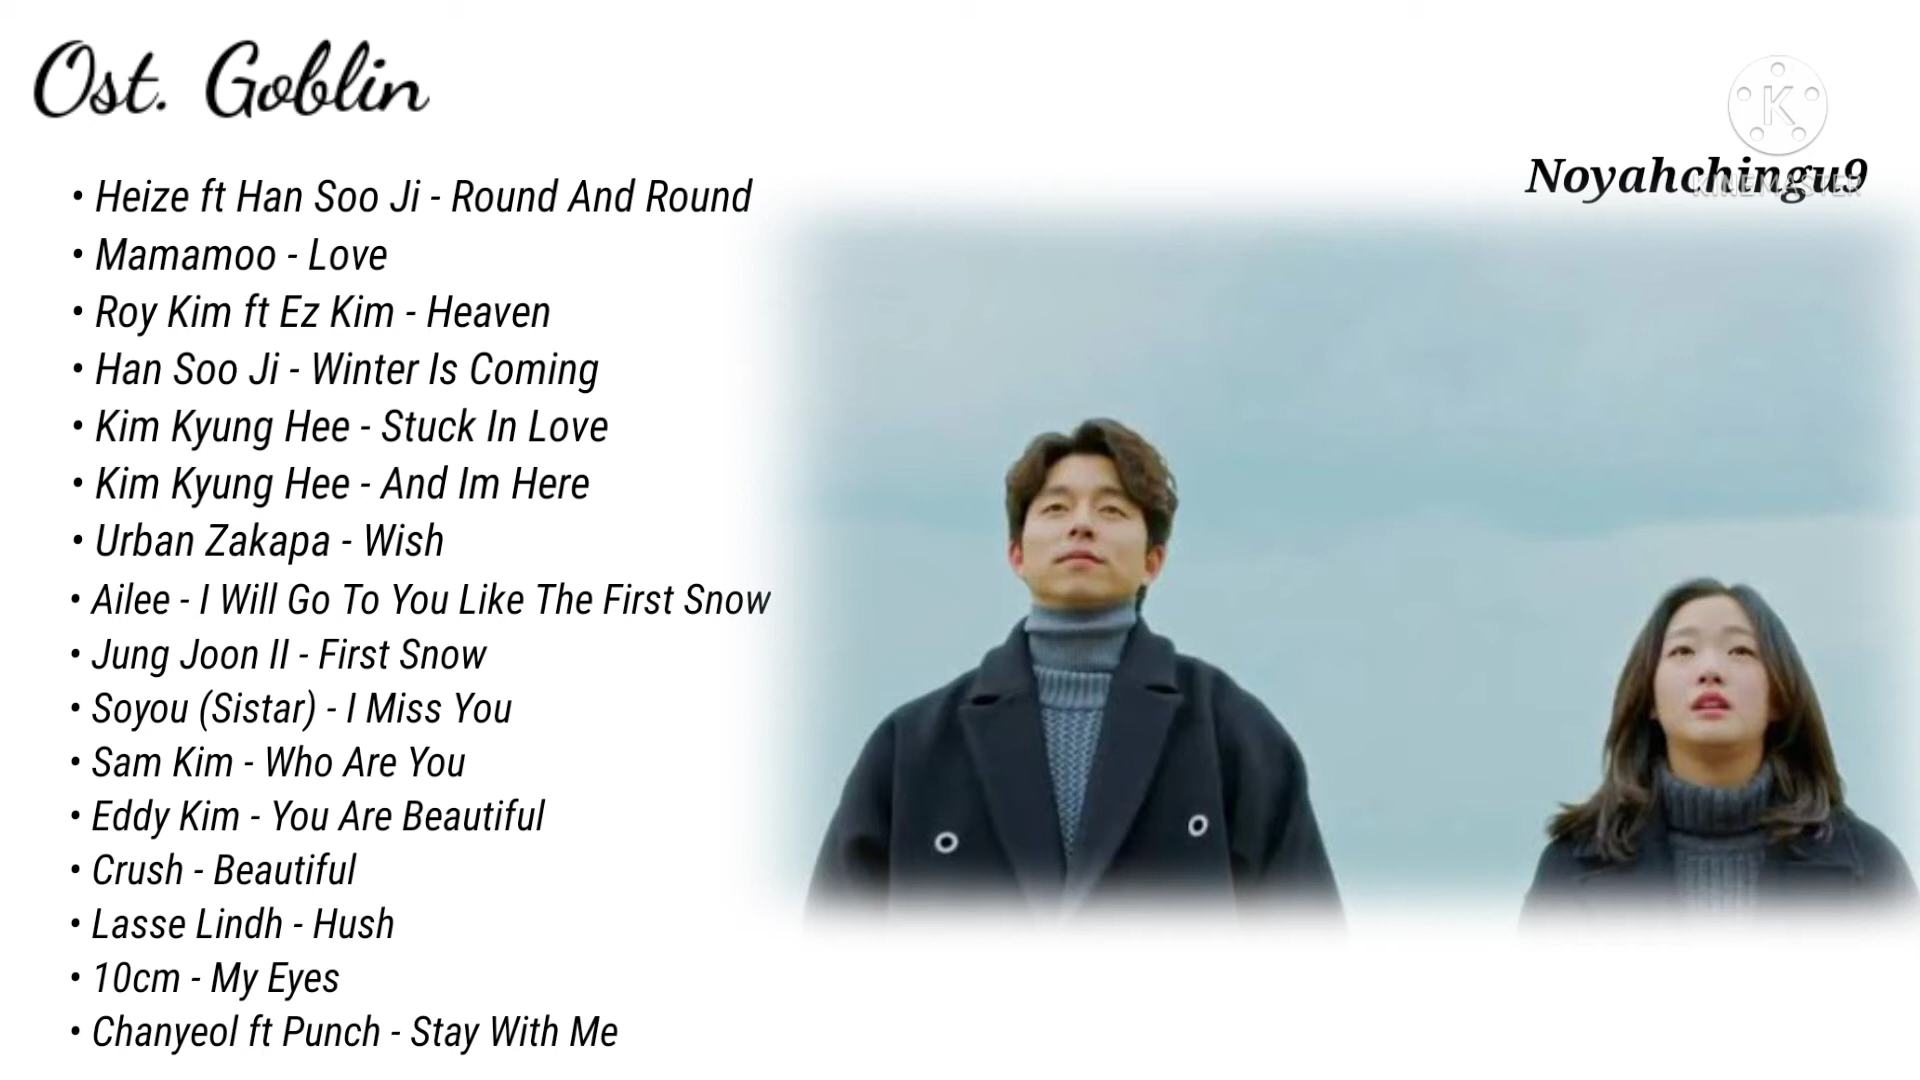 Ost. Goblin
• Heize ft Han Soo Ji - Round And Round
• Mamamoo - Love
• Roy Kim ft Ez Kim - Heaven
• Han Soo Ji - Winter Is Coming
• Kim Kyung Hee - Stuck In Love
• Kim Kyung Hee - And Im Here
• Urban Zakapa - Wish
• Ailee - I Will Go To You Like The First Snow
• Jung Joon Il - First Snow
• Soyou (Sistar) - I Miss You
• Sam Kim - Who Are You
• Eddy Kim - You Are Beautiful
• Crush - Beautiful
• Lasse Lindh - Hush
• 10cm - My Eyes
• Chanyeol ft Punch - Stay With Me
K
Noyahchingu9
KINEMASTER